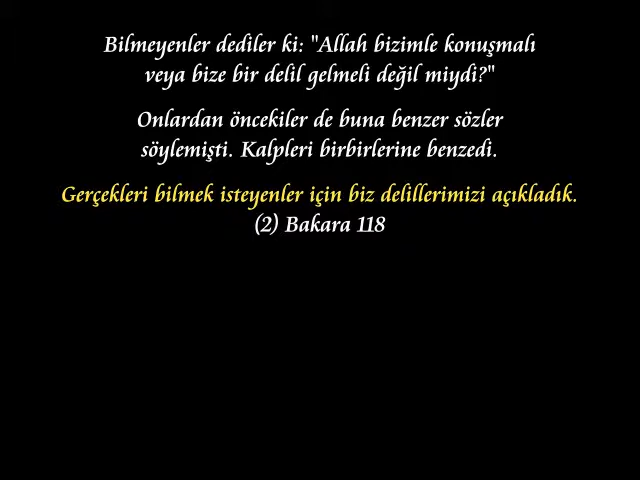 Bilmeyenler dediler ki: "Allah bizimle konuşmalı
veya bize bir delil gelmeli değil miydi?"
Onlardan öncekiler de buna benzer sözler
söylemişti. Kalpleri birbirlerine benzedi.
Gerçekleri bilmek isteyenler için biz delillerimizi açıkladık.
(2) Bakara 118